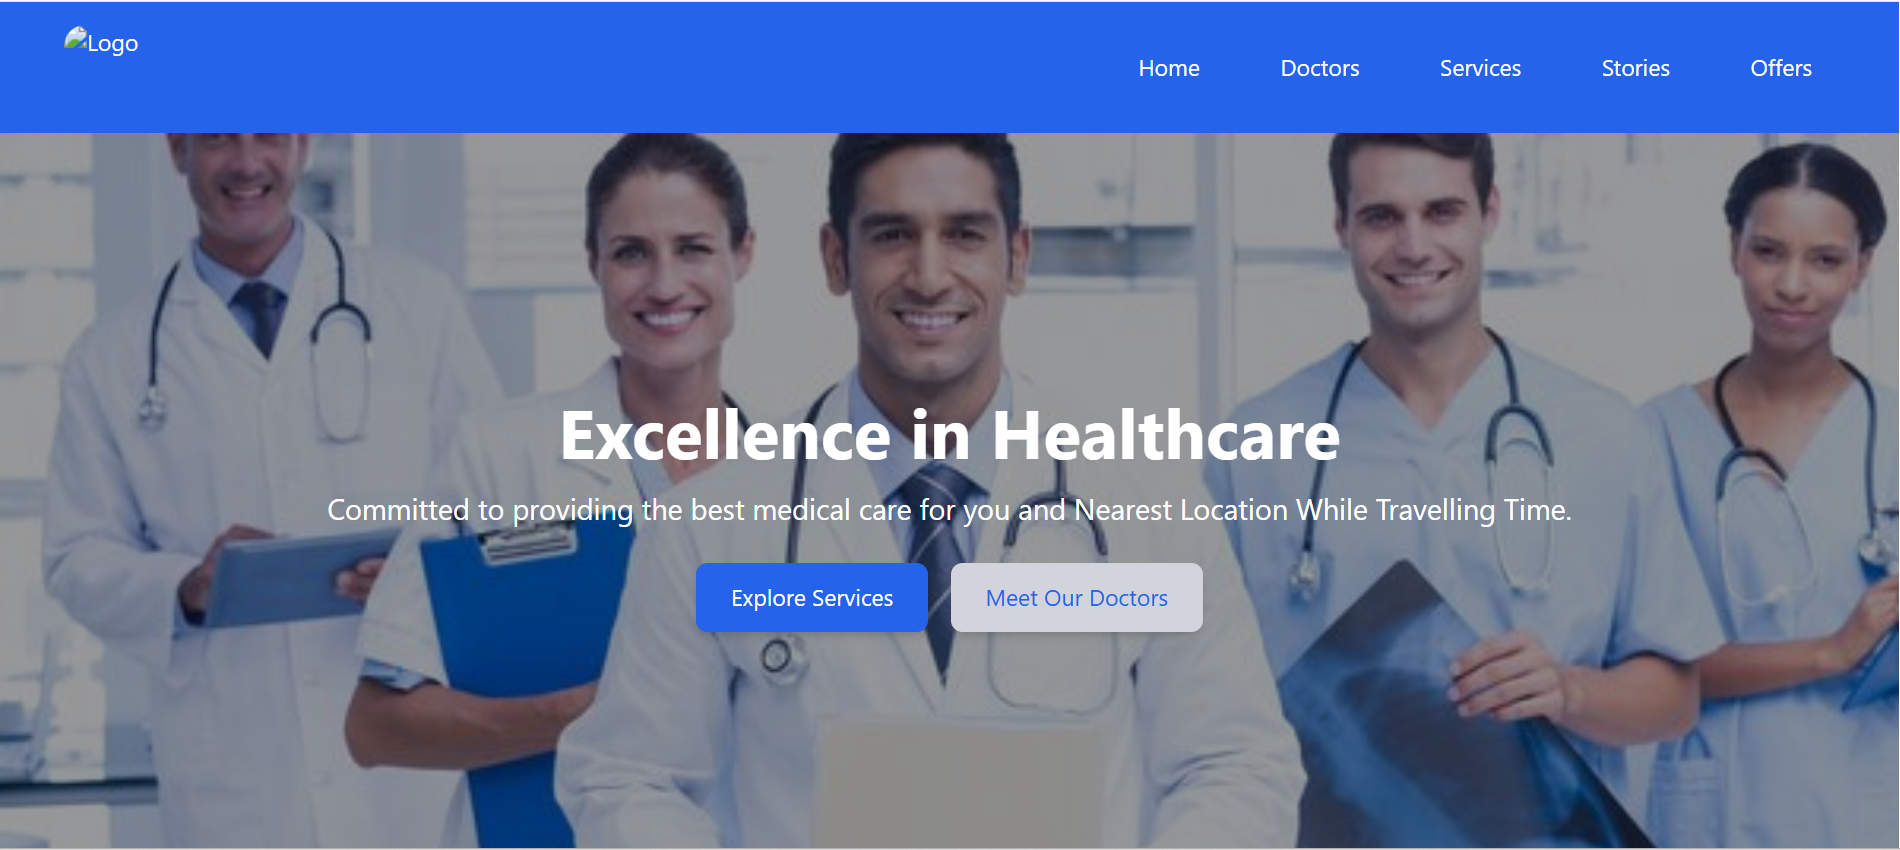 Logo
Home Doctors Services Stories Offers
Excellence in Healthcare
Committed to providing the best medical care for you and Nearest Location While Travelling Time.
Explore Services Meet Our Doctors